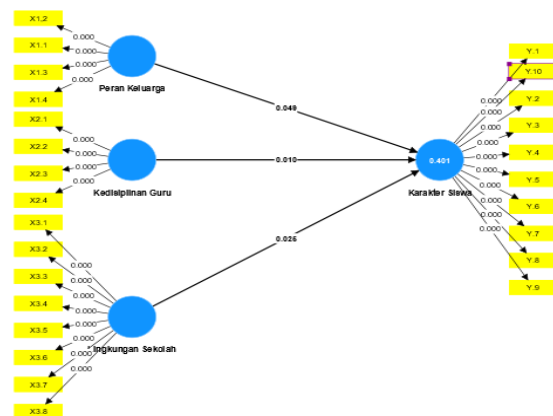 X1,2
X1.1
X1.3
X1.4
0.000
0.000
0.000
0.000
Peran Keluarga
X2.1
X2.2
X2.3
X2.4
0.000
0.000
0.000
0.000
Kedisiplinan Guru
X3.1
X3.2
X3.3
X3.4
X3.5
X3.6
X3.7
X3.8
0.000
0.000
0.000
0.000
0.000
0.000
0.000
0.000
lingkungan Sekolah
0.049
0.010
0.025
0.401
Karakter Siswa
0.000
0.000
0.000
0.000
0.000
0.000
0.000
0.000
0.000
0.000
Y.1
Y.10
Y.2
Y.3
Y.4
Y.5
Y.6
Y.7
Y.8
Y.9